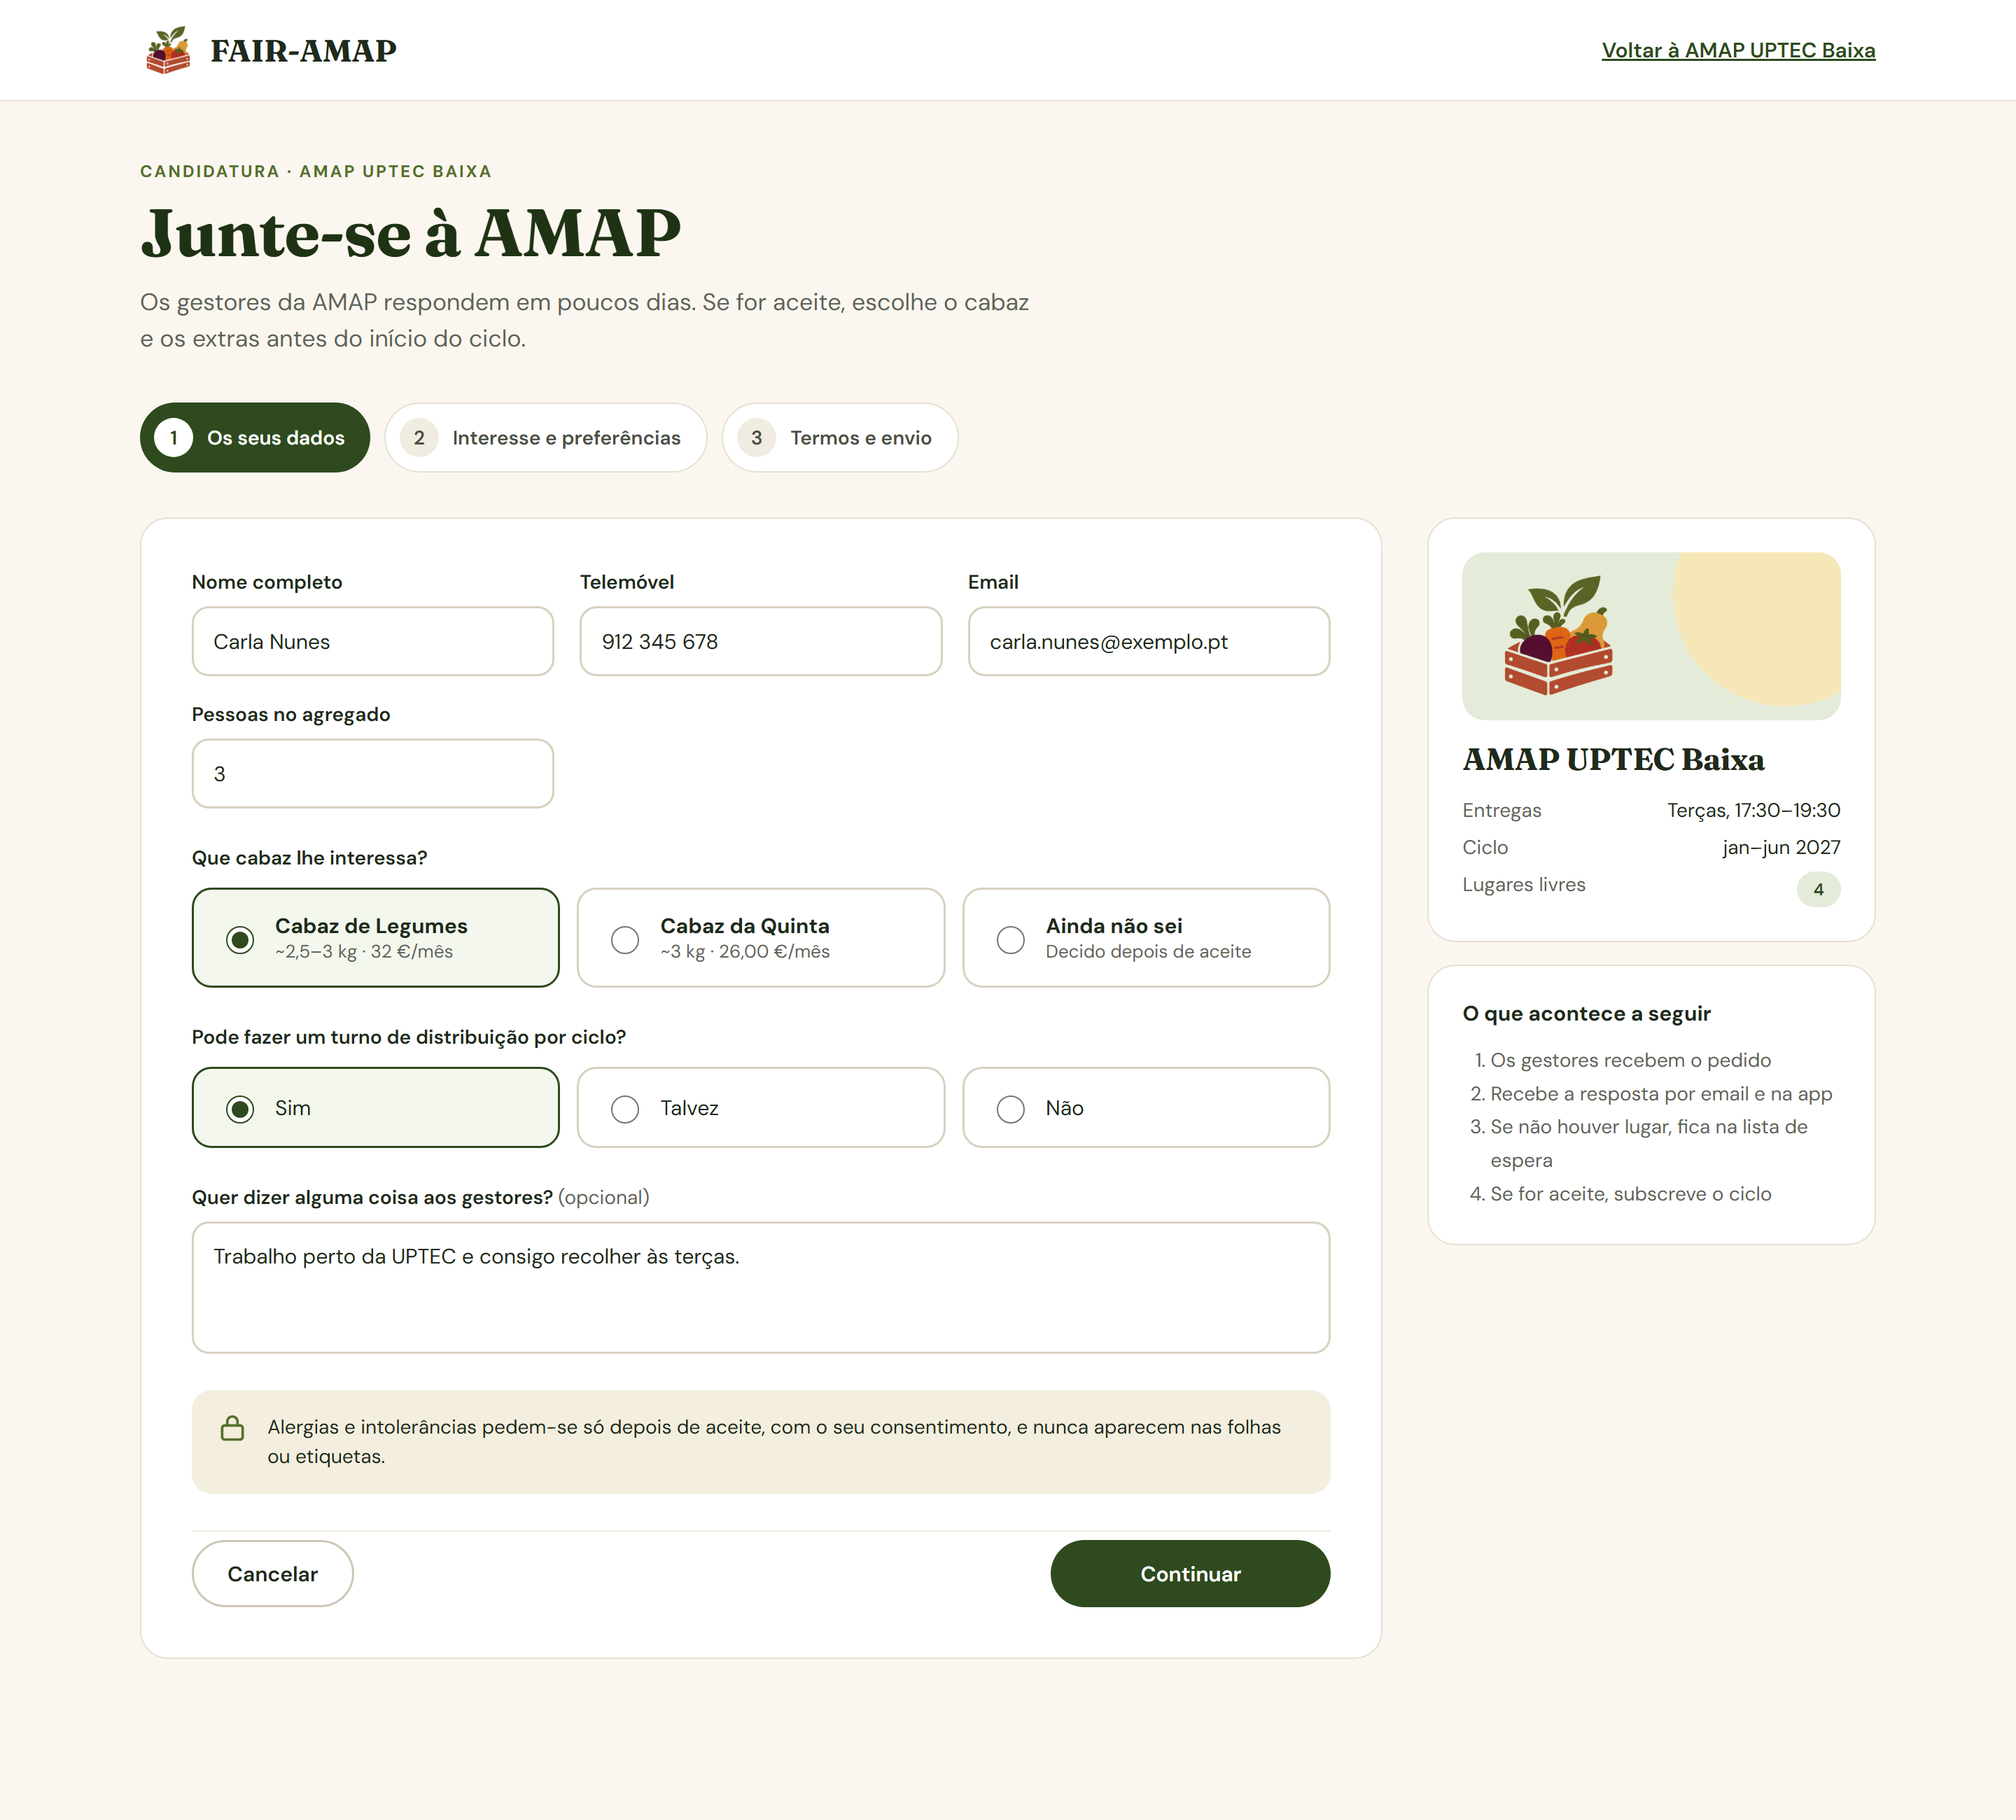 FAIR-AMAP
Voltar à AMAP UPTEC Baixa
CANDIDATURA · AMAP UPTEC BAIXA
Junte-se à AMAP
Os gestores da AMAP respondem em poucos dias. Se for aceite, escolhe o cabaz
e os extras antes do início do ciclo.
1 Os seus dados
2 Interesse e preferências
3 Termos e envio
Nome completo
Carla Nunes
Telemóvel
912 345 678
Email
carla.nunes@exemplo.pt
Pessoas no agregado
3
Que cabaz lhe interessa?
Cabaz de Legumes
~2,5–3 kg · 32 €/mês
Cabaz da Quinta
~3 kg · 26,00 €/mês
Ainda não sei
Decido depois de aceite
Pode fazer um turno de distribuição por ciclo?
Sim
Talvez
Não
Quer dizer alguma coisa aos gestores? (opcional)
Trabalho perto da UPTEC e consigo recolher às terças.
Alergias e intolerâncias pedem-se só depois de aceite, com o seu consentimento, e nunca aparecem nas folhas
ou etiquetas.
Cancelar
Continuar
AMAP UPTEC Baixa
Entregas Terças, 17:30–19:30
Ciclo jan–jun 2027
Lugares livres 4
O que acontece a seguir
1. Os gestores recebem o pedido
2. Recebe a resposta por email e na app
3. Se não houver lugar, fica na lista de
espera
4. Se for aceite, subscreve o ciclo